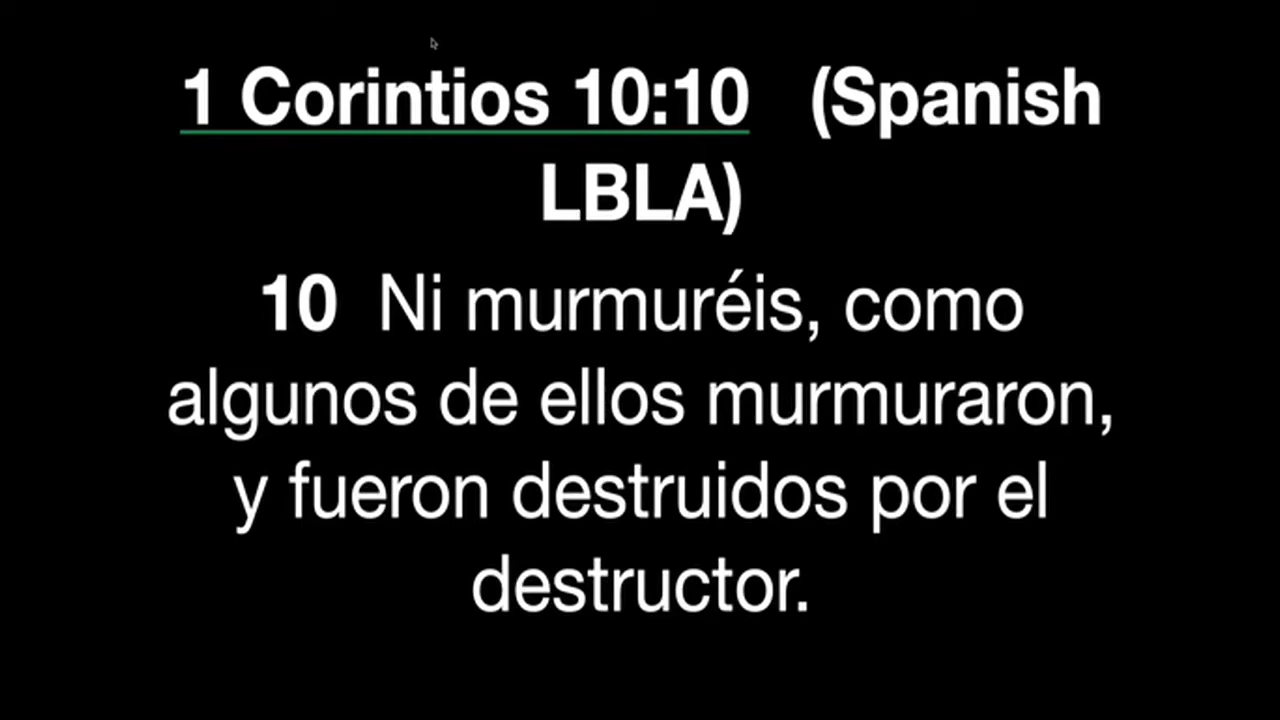 1 Corintios 10:10 (Spanish
LBLA)
10 Ni murmuréis, como
algunos de ellos murmuraron,
y fueron destruidos por el
destructor.